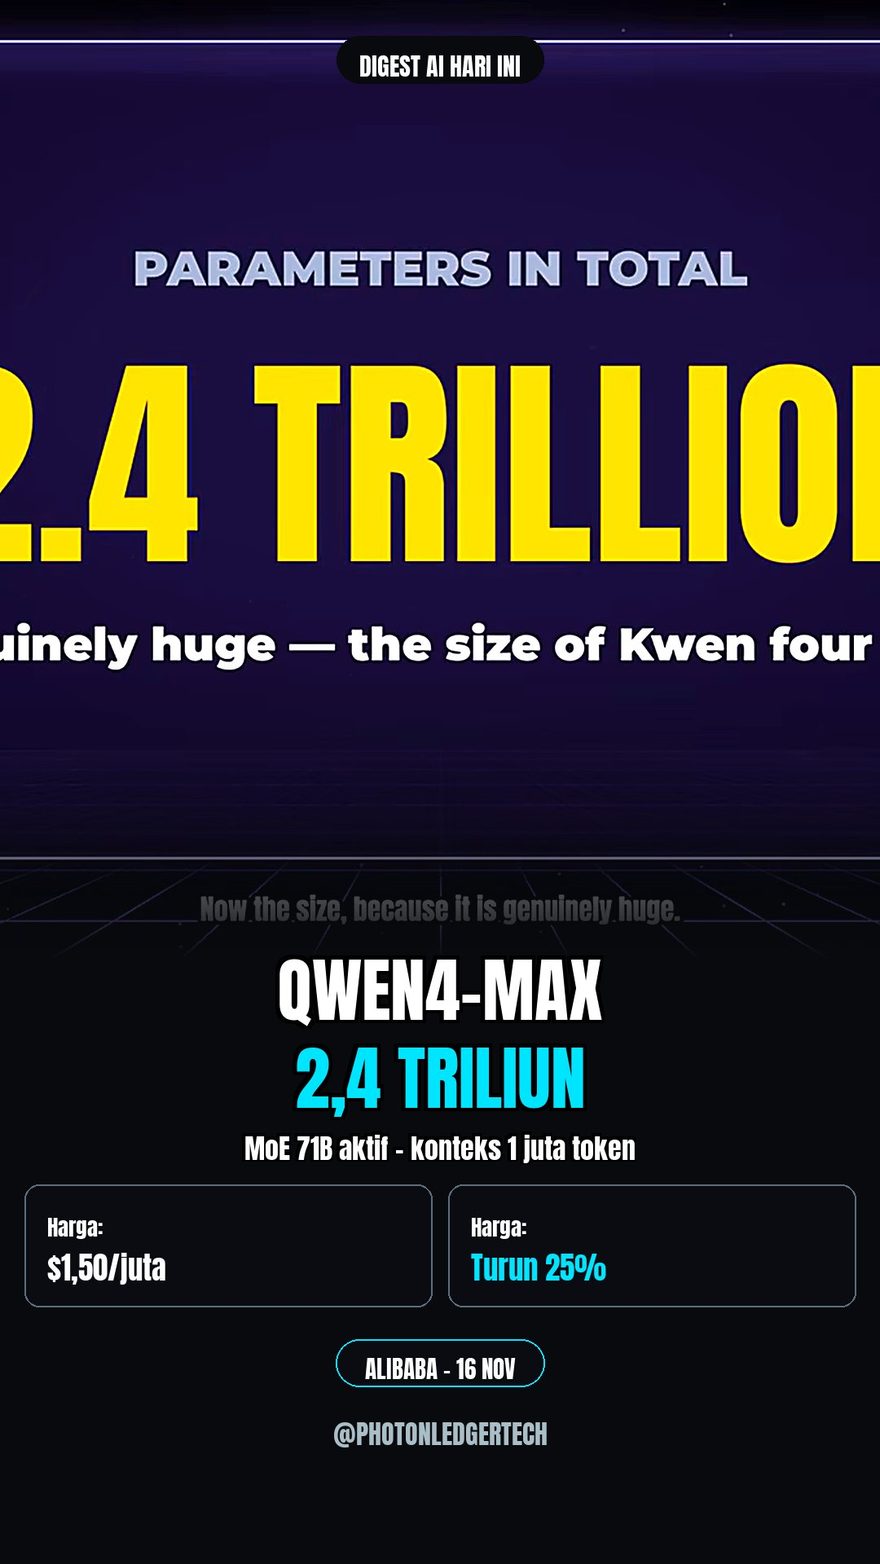 DIGEST AI HARI INI
PARAMETERS IN TOTAL
2.4 TRILLION
huge — the size of Kwen four
Now the size, because it is genuinely huge.
QWEN4-MAX
2,4 TRILIUN
MoE 71B aktif - konteks 1 juta token
Harga:
$1,50/juta
Harga:
Turun 25%
ALIBABA - 16 NOV
@PHOTONLEDGERTECH